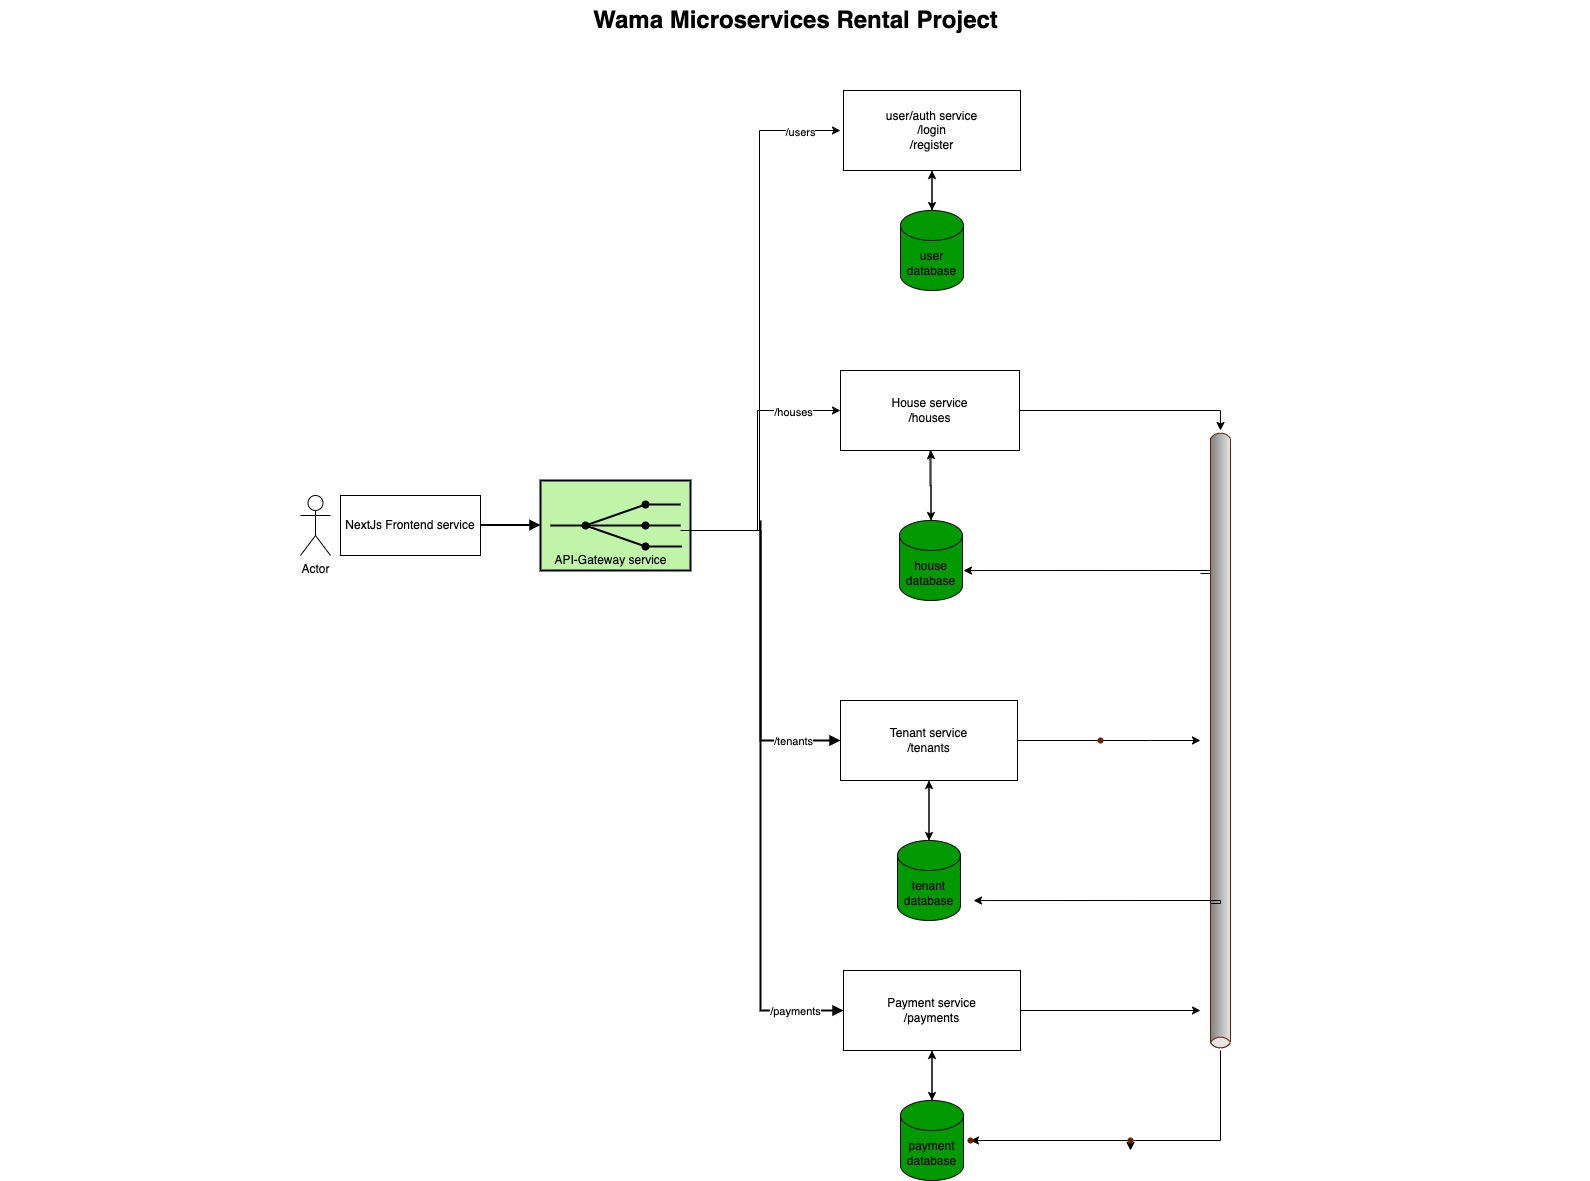 Wama Microservices Rental Project
user/auth service
/login
/register
/users
user
database
House service
/houses
/houses
NextJs Frontend service
API-Gateway service
Actor
house
database
Tenant service
/tenants
/tenants
tenant
database
Payment service
/payments
/payments
payment
database